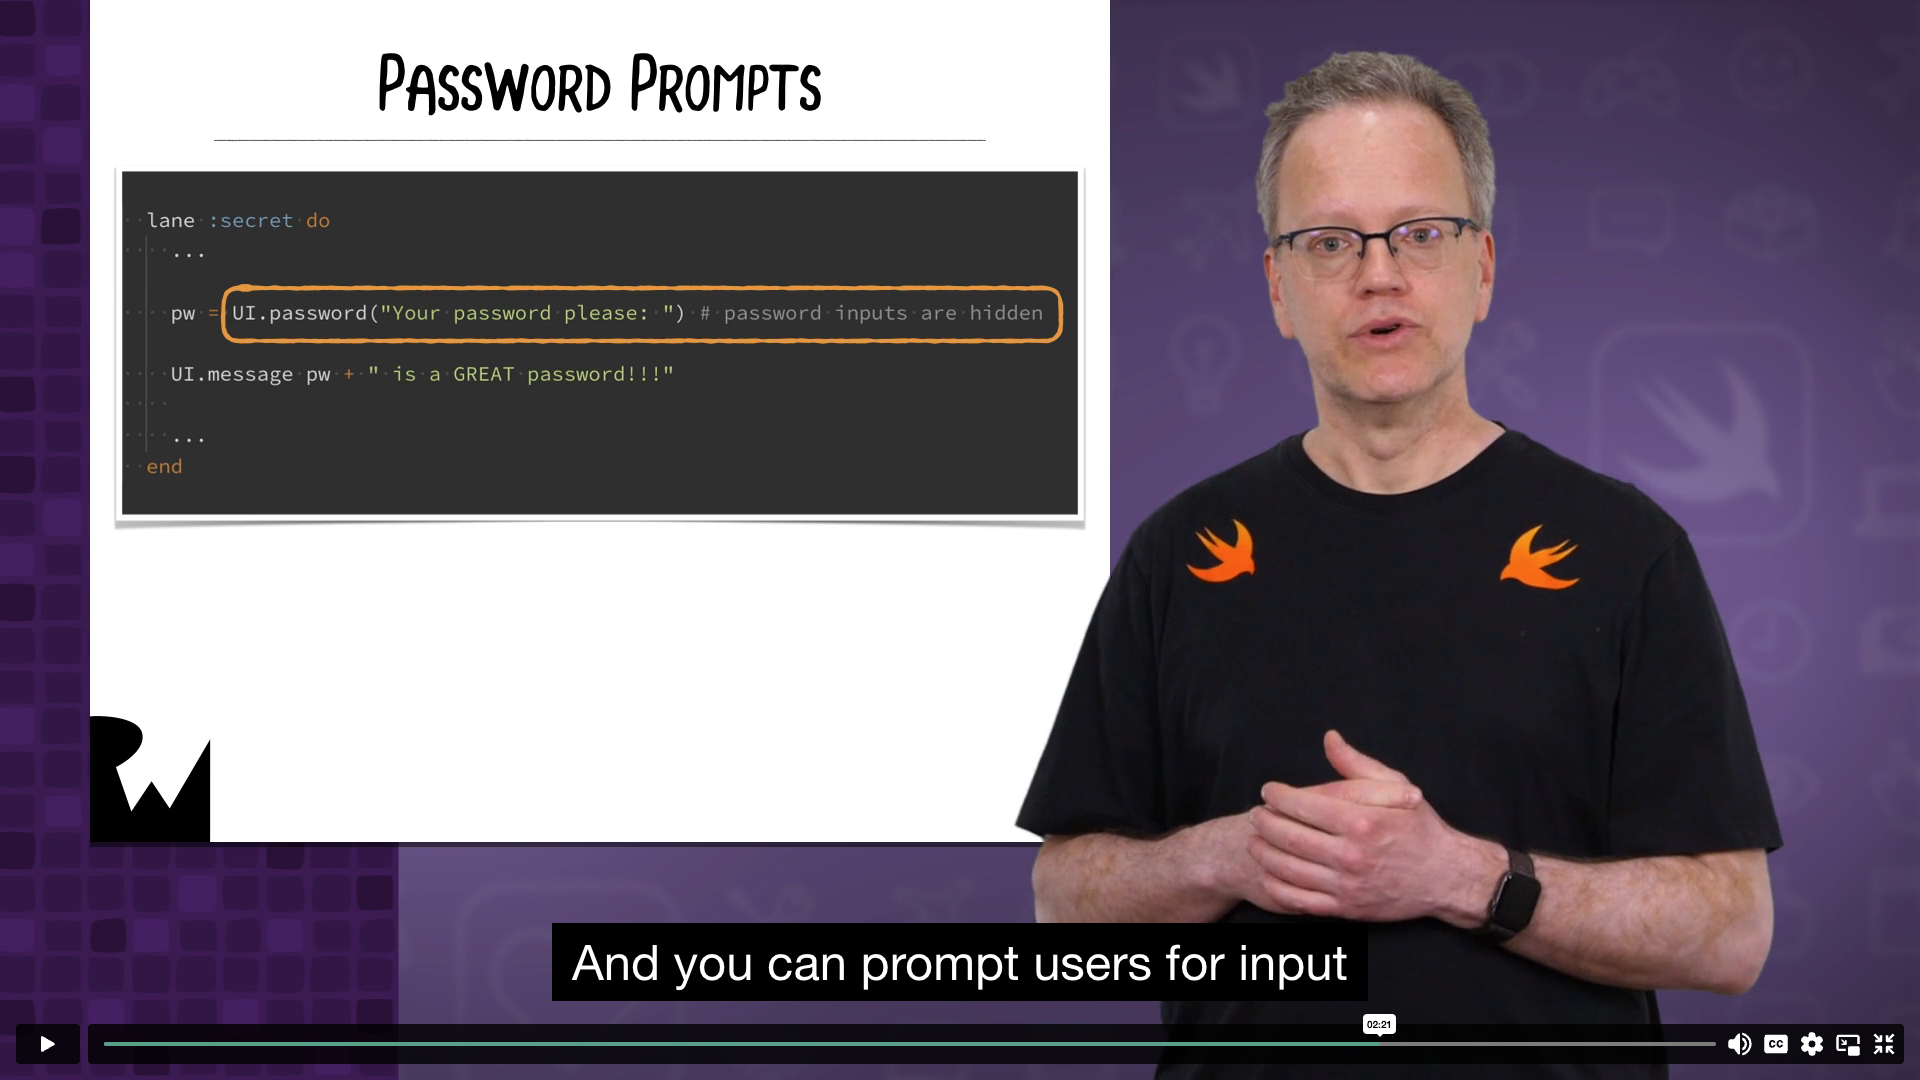 PASSWORD PROMPTS
lane :secret do
...
pw = UI.password("Your password please: ") # password inputs are hidden
UI.message pw + " is a GREAT password!!!"
...
end
RW
And you can prompt users for input
02:21
CC